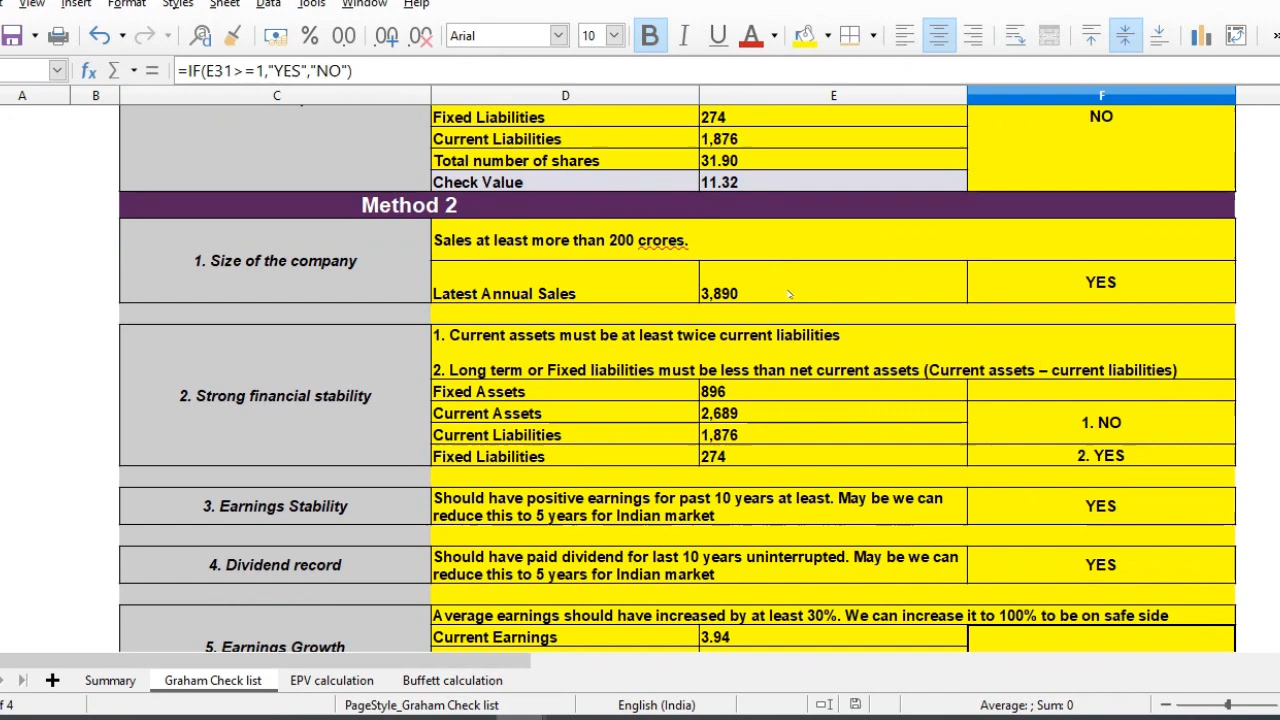 View Insert Format Styles Sheet Data Tools Window Help
Arial 10
=IF(E31>=1,"YES","NO")
A B C D E F
Fixed Liabilities 274 NO
Current Liabilities 1,876
Total number of shares 31.90
Check Value 11.32
Method 2
1. Size of the company
Sales at least more than 200 crores.
Latest Annual Sales 3,890 YES
2. Strong financial stability
1. Current assets must be at least twice current liabilities
2. Long term or Fixed liabilities must be less than net current assets (Current assets – current liabilities)
Fixed Assets 896
Current Assets 2,689
1. NO
Current Liabilities 1,876
Fixed Liabilities 274 2. YES
3. Earnings Stability
Should have positive earnings for past 10 years at least. May be we can
reduce this to 5 years for Indian market
YES
4. Dividend record
Should have paid dividend for last 10 years uninterrupted. May be we can
reduce this to 5 years for Indian market
YES
5. Earnings Growth
Average earnings should have increased by at least 30%. We can increase it to 100% to be on safe side
Current Earnings 3.94
Summary Graham Check list EPV calculation Buffett calculation
of 4 PageStyle_Graham Check list English (India) Average: ; Sum: 0